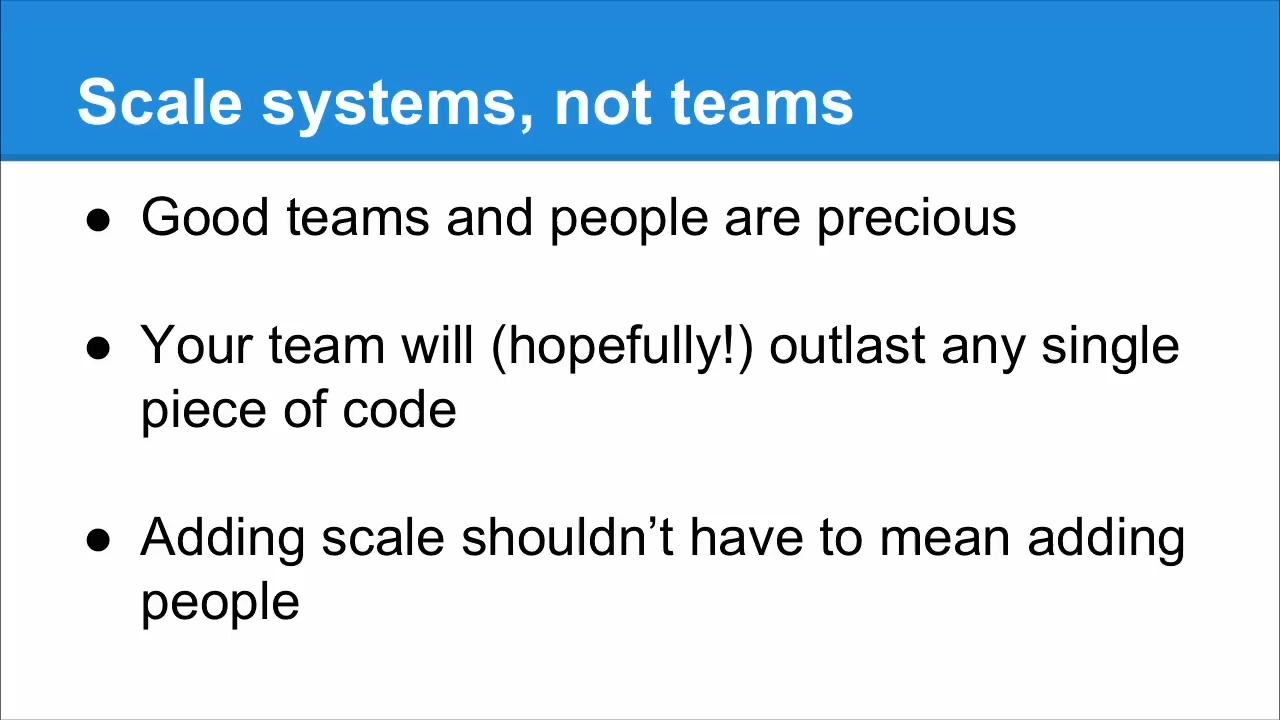 Scale systems, not teams
● Good teams and people are precious
● Your team will (hopefully!) outlast any single
piece of code
● Adding scale shouldn’t have to mean adding
people